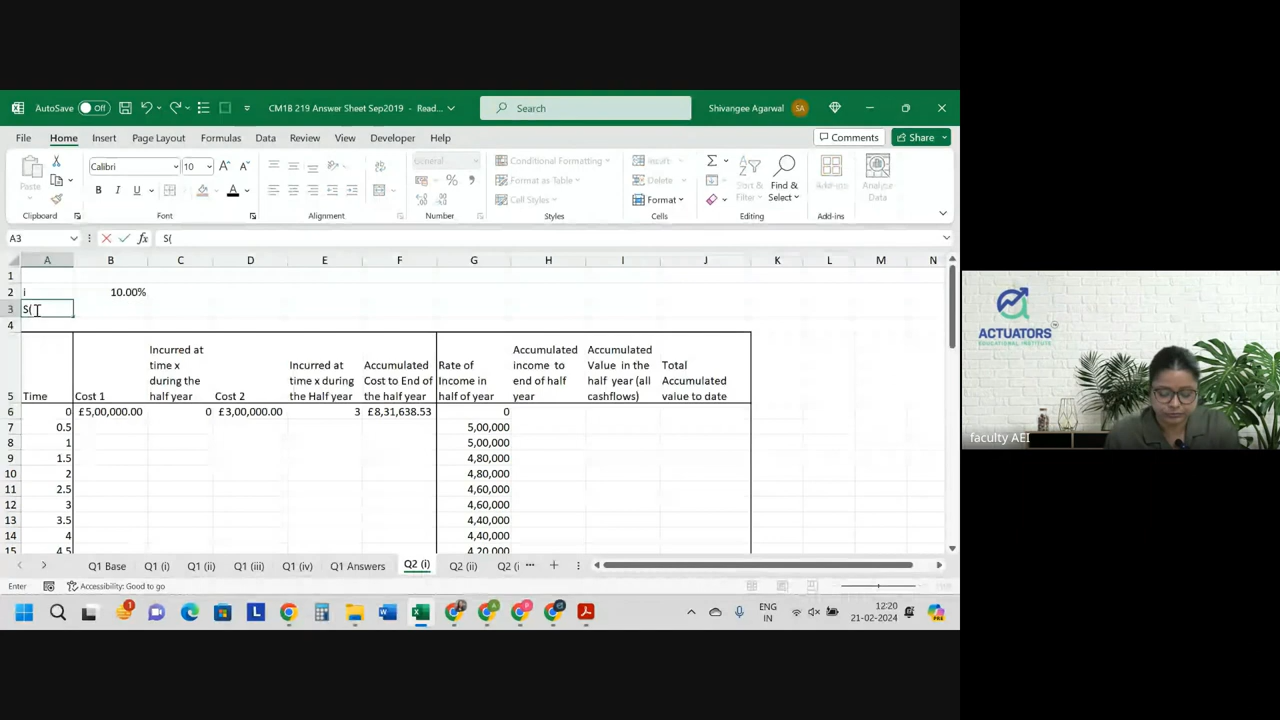 AutoSave Off CM1B 219 Answer Sheet Sep2019 - Read... Search Shivangee Agarwal SA
File Home Insert Page Layout Formulas Data Review View Developer Help Comments Share
Paste Calibri 10 A^ A˅ General Conditional Formatting Insert Σ
B I U A % Format as Table Delete Sort & Filter Find & Select Add-ins Analyze Data
Cell Styles Format
Clipboard Font Alignment Number Styles Cells Editing Add-ins
A3 fx S(
A B C D E F G H I J K L M N
1
2 i 10.00%
3 S(
4
5 Time Cost 1 Incurred at time x during the half year Cost 2 Incurred at time x during the Half year Accumulated Cost to End of the half year Rate of Income in half of year Accumulated income to end of half year Accumulated Value in the half year (all cashflows) Total Accumulated value to date
6 0 £5,00,000.00 0 £3,00,000.00 3 £8,31,638.53 0
7 0.5 5,00,000
8 1 5,00,000
9 1.5 4,80,000
10 2 4,80,000
11 2.5 4,60,000
12 3 4,60,000
13 3.5 4,40,000
14 4 4,40,000
15 4.5 4,20,000
Q1 Base Q1 (i) Q1 (ii) Q1 (iii) Q1 (iv) Q1 Answers Q2 (i) Q2 (ii) Q2 (i ...
Enter Accessibility: Good to go
ENG IN 12:20 21-02-2024
ACTUATORS
EDUCATIONAL INSTITUTE
faculty AEI